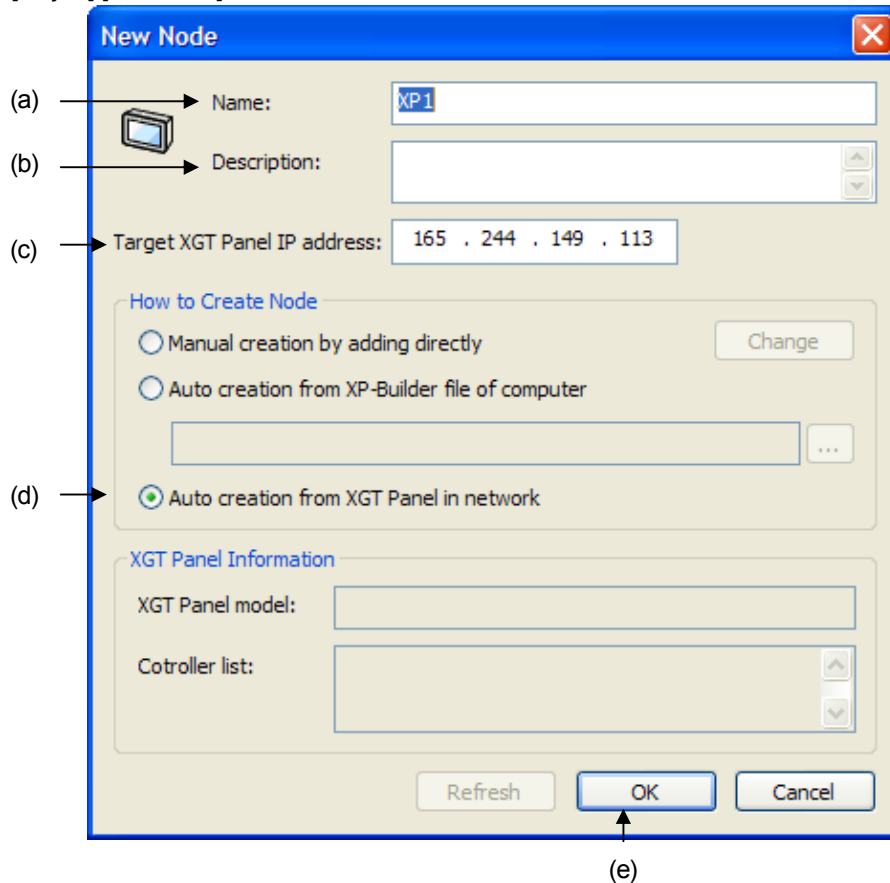 New Node
(a)
Name:
XP1
(b)
Description:
(c)
Target XGT Panel IP address:
165 . 244 . 149 . 113
How to Create Node
Manual creation by adding directly
Change
Auto creation from XP-Builder file of computer
...
(d)
Auto creation from XGT Panel in network
XGT Panel Information
XGT Panel model:
Cotroller list:
Refresh
OK
Cancel
(e)